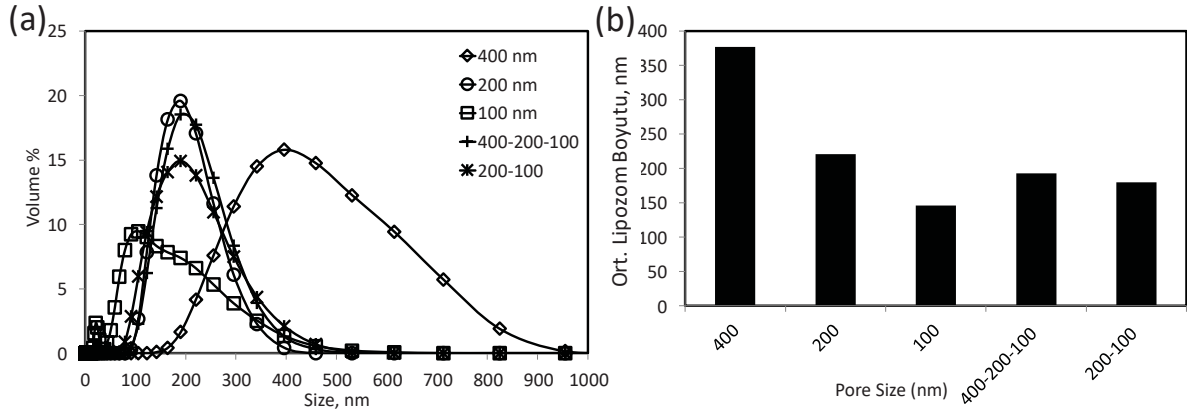 (a)
25
20
15
10
5
0
Volume %
0 100 200 300 400 500 600 700 800 900 1000
Size, nm
400 nm
200 nm
100 nm
400-200-100
200-100
(b)
400
350
300
250
200
150
100
50
0
Ort. Lipozom Boyutu, nm
400
200
100
400-200-100
200-100
Pore Size (nm)